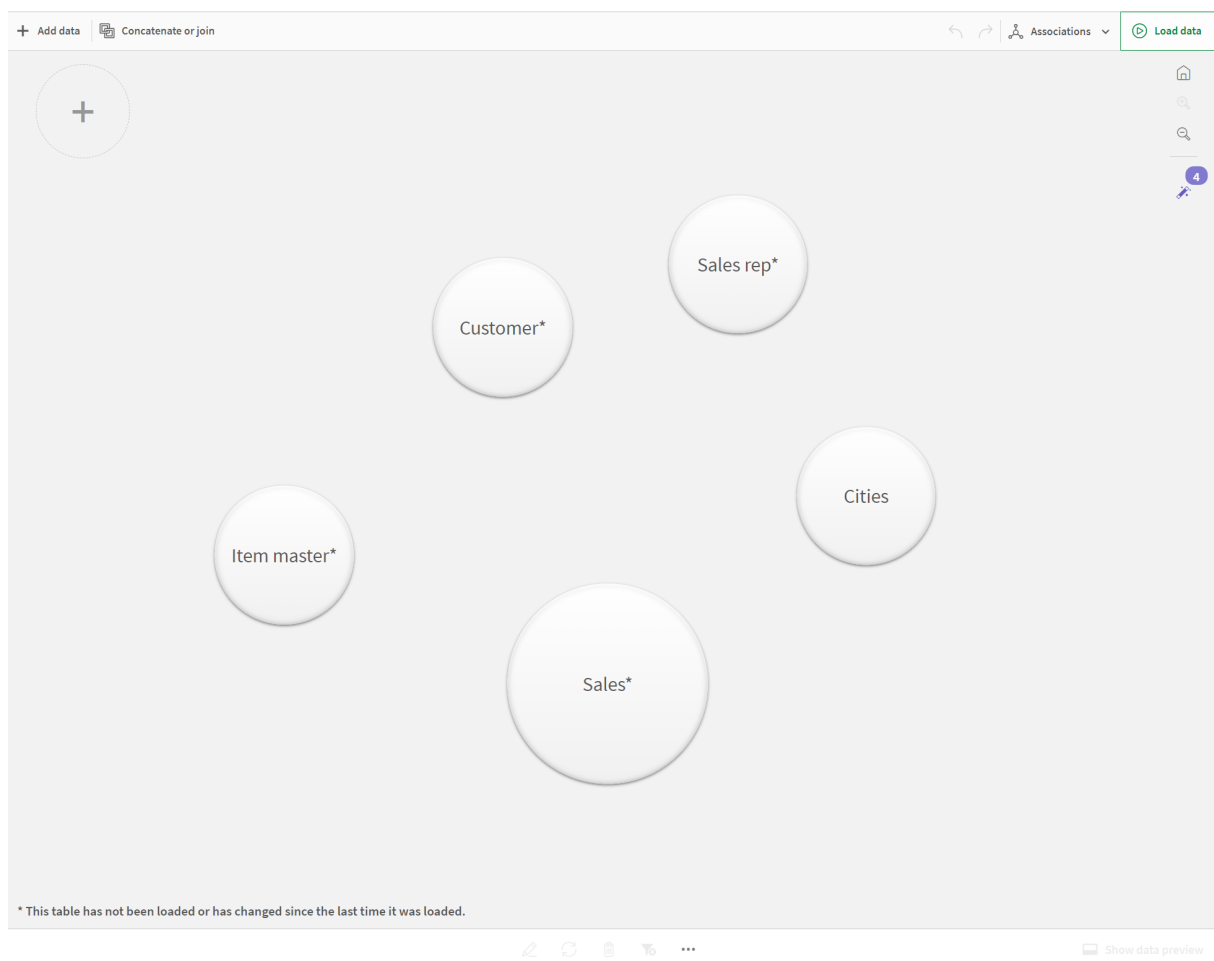 Add data
Concatenate or join
Associations
Load data
4
Sales rep*
Customer*
Cities
Item master*
Sales*
* This table has not been loaded or has changed since the last time it was loaded.
Show data preview